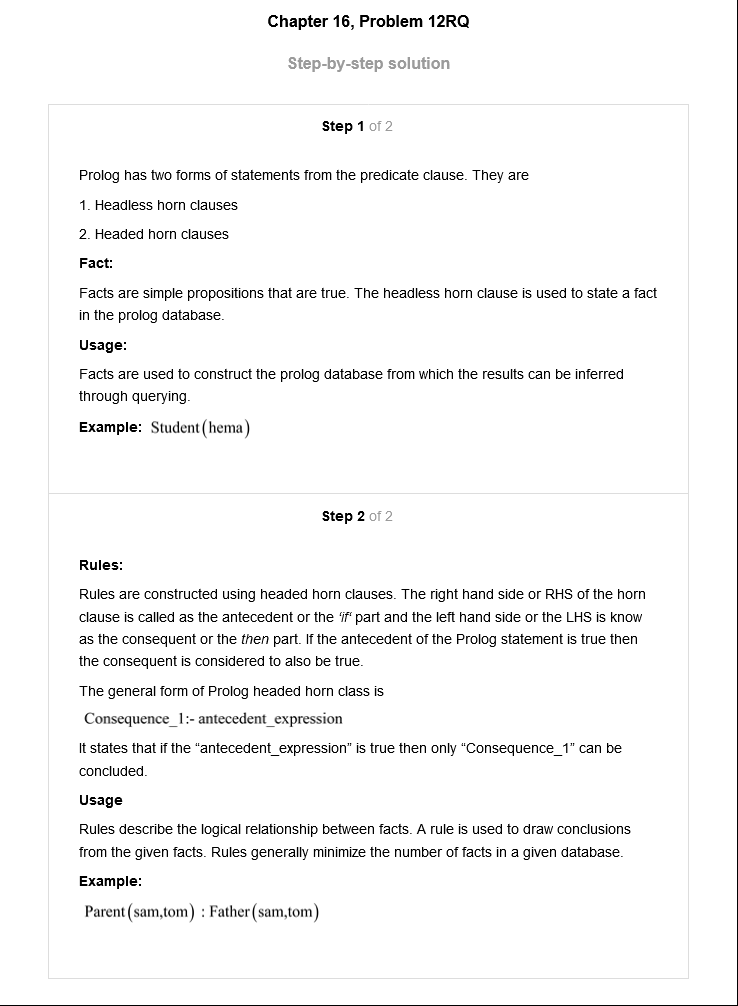 Chapter 16, Problem 12RQ
Step-by-step solution
Step 1 of 2
Prolog has two forms of statements from the predicate clause. They are
1. Headless horn clauses
2. Headed horn clauses
Fact:
Facts are simple propositions that are true. The headless horn clause is used to state a fact
in the prolog database.
Usage:
Facts are used to construct the prolog database from which the results can be inferred
through querying.
Example: Student(hema)
Step 2 of 2
Rules:
Rules are constructed using headed horn clauses. The right hand side or RHS of the horn
clause is called as the antecedent or the 'if' part and the left hand side or the LHS is know
as the consequent or the then part. If the antecedent of the Prolog statement is true then
the consequent is considered to also be true.
The general form of Prolog headed horn class is
Consequence_1:- antecedent_expression
It states that if the “antecedent_expression” is true then only “Consequence_1” can be
concluded.
Usage
Rules describe the logical relationship between facts. A rule is used to draw conclusions
from the given facts. Rules generally minimize the number of facts in a given database.
Example:
Parent(sam,tom) : Father(sam,tom)